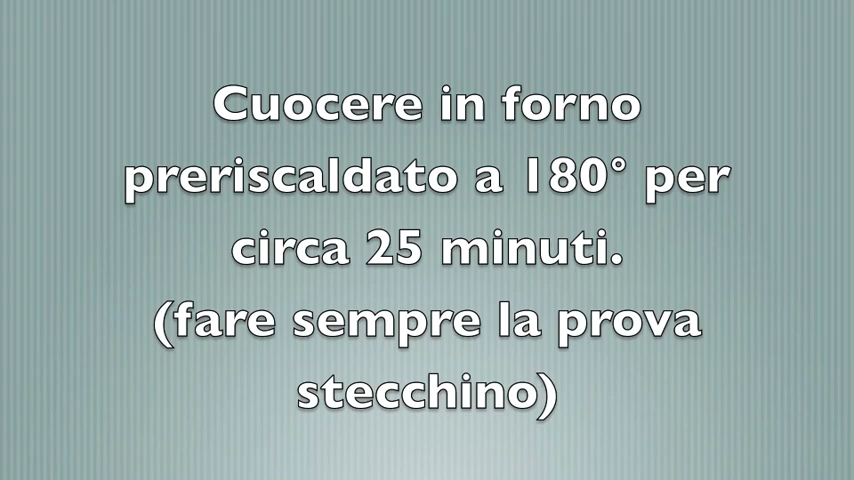 Cuocere in forno
preriscaldato a 180° per
circa 25 minuti.
(fare sempre la prova
stecchino)